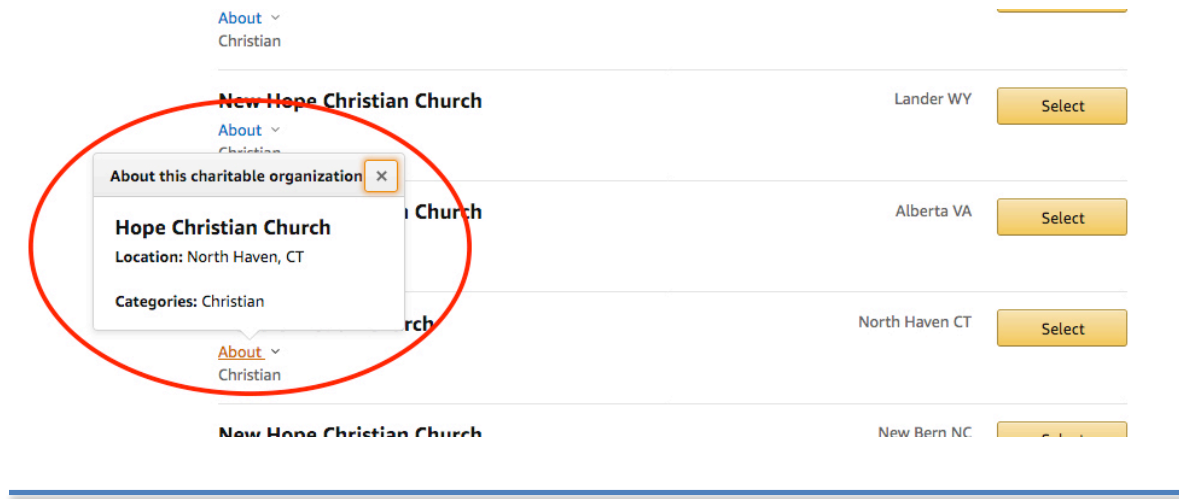 About
Christian
New Hope Christian Church
Lander WY
Select
About
Christian
About this charitable organization
Hope Christian Church
Location: North Haven, CT
Categories: Christian
Church
Alberta VA
Select
North Haven CT
Select
About
Christian
New Hope Christian Church
New Bern NC